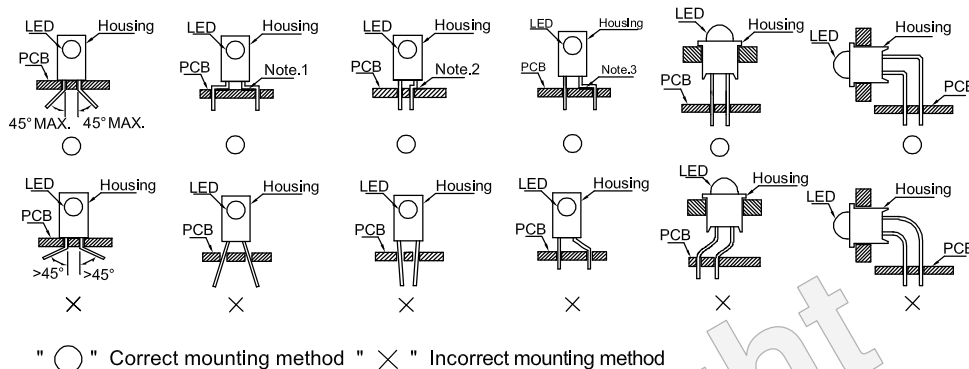 LED Housing LED Housing LED Housing LED Housing LED Housing Housing
LED
PCB PCB Note.1 PCB Note.2 PCB Note.3 PCB PCB
45°MAX. 45°MAX.
LED Housing LED Housing LED Housing LED Housing LED Housing Housing
LED
PCB PCB PCB PCB PCB PCB
>45° >45°
" ◯ " Correct mounting method " ✕ " Incorrect mounting method